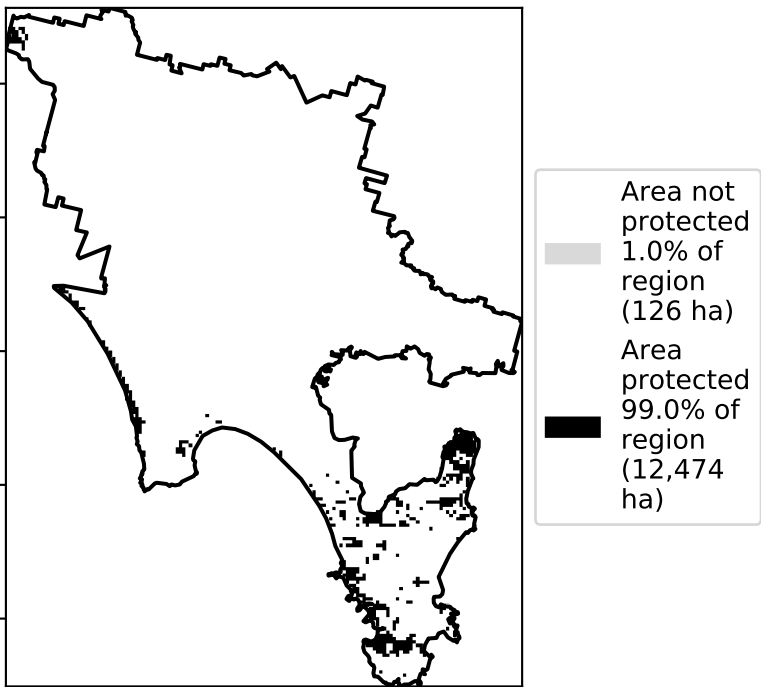 Area not
protected
1.0% of
region
(126 ha)
Area
protected
99.0% of
region
(12,474
ha)